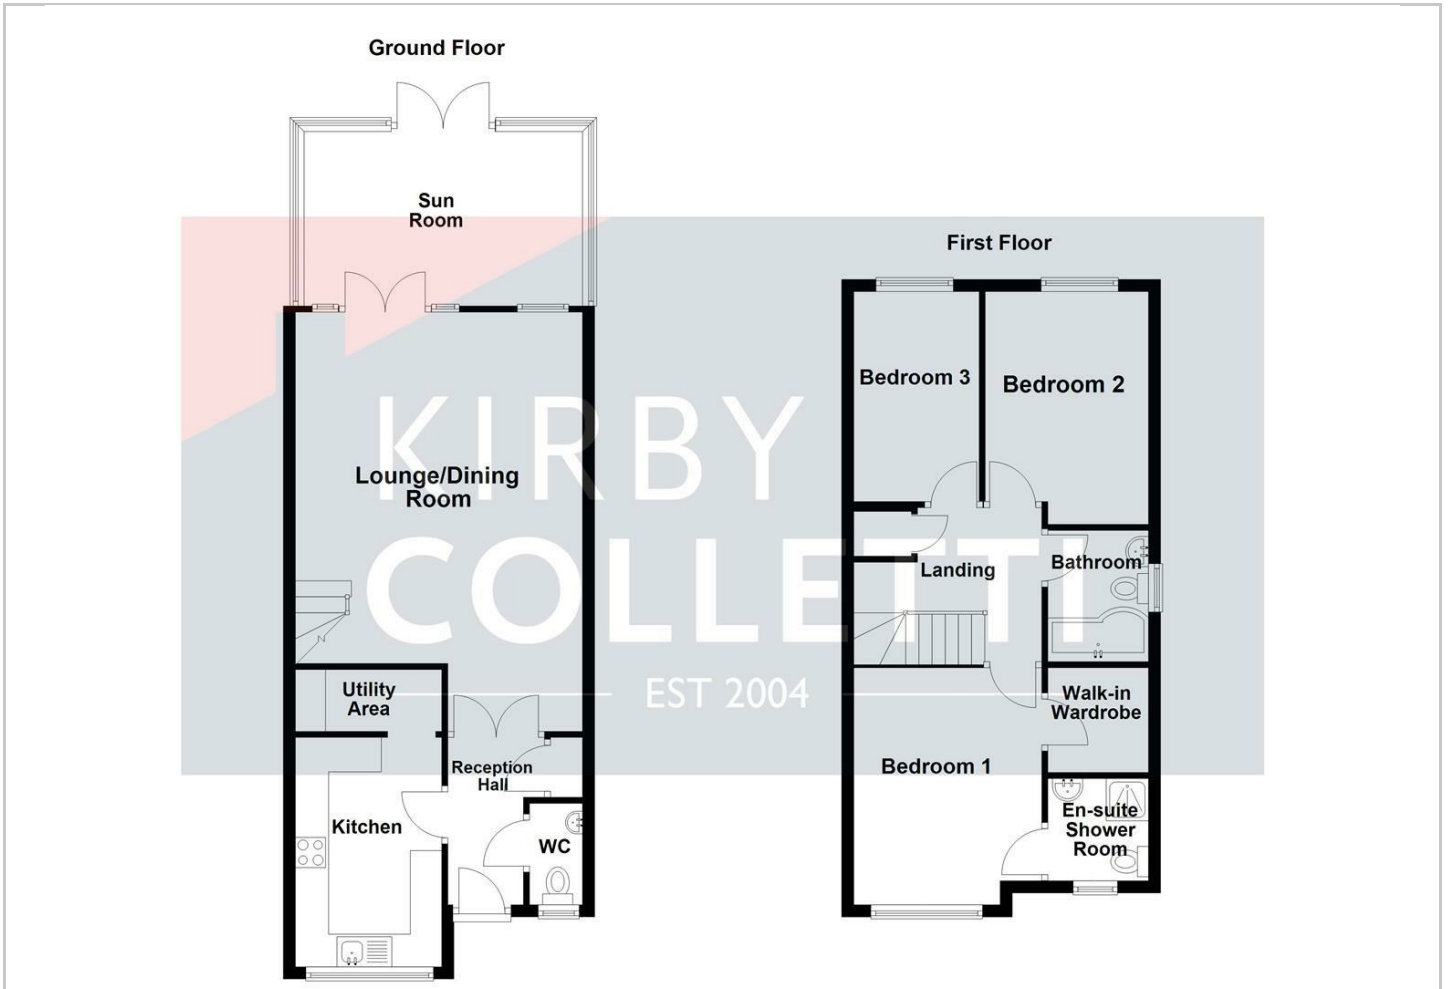 Ground Floor
Sun
Room
Lounge/Dining
Room
Utility
Area
Reception
Hall
Kitchen
WC
First Floor
Bedroom 3
Bedroom 2
Landing
Bathroom
Walk-in
Wardrobe
Bedroom 1
En-suite
Shower
Room
KIRBY
COLLETTI
EST 2004